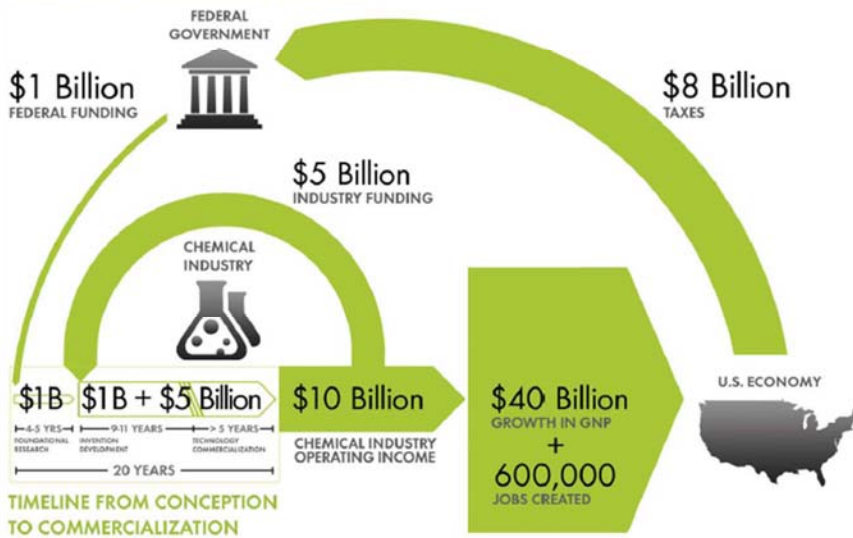 FEDERAL
GOVERNMENT
$1 Billion
FEDERAL FUNDING
$8 Billion
TAXES
$5 Billion
INDUSTRY FUNDING
CHEMICAL
INDUSTRY
$1B
$1B + $5 Billion
$10 Billion
CHEMICAL INDUSTRY
OPERATING INCOME
$40 Billion
GROWTH IN GNP
+
600,000
JOBS CREATED
U.S. ECONOMY
4-5 YRS
FOUNDATIONAL
RESEARCH
9-11 YEARS
INVENTION
DEVELOPMENT
> 5 YEARS
TECHNOLOGY
COMMERCIALIZATION
20 YEARS
TIMELINE FROM CONCEPTION
TO COMMERCIALIZATION